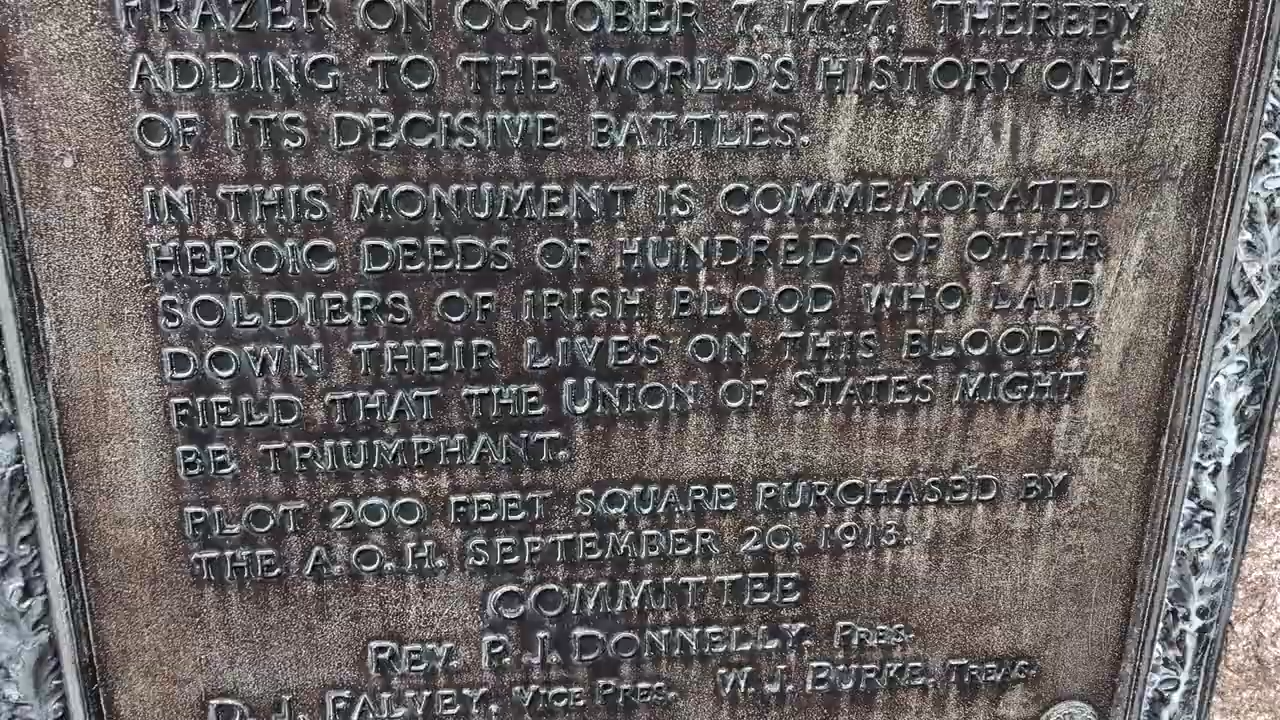 FRAZER ON OCTOBER 7, 1777, THEREBY
ADDING TO THE WORLD'S HISTORY ONE
OF ITS DECISIVE BATTLES.
IN THIS MONUMENT IS COMMEMORATED
HEROIC DEEDS OF HUNDREDS OF OTHER
SOLDIERS OF IRISH BLOOD WHO LAID
DOWN THEIR LIVES ON THIS BLOODY
FIELD THAT THE UNION OF STATES MIGHT
BE TRIUMPHANT.
PLOT 200 FEET SQUARE PURCHASED BY
THE A.O.H. SEPTEMBER 20, 1913.
COMMITTEE
REV. P. J. DONNELLY, PRES.
D. J. FALVEY, VICE PRES. W. J. BURKE, TREAS.